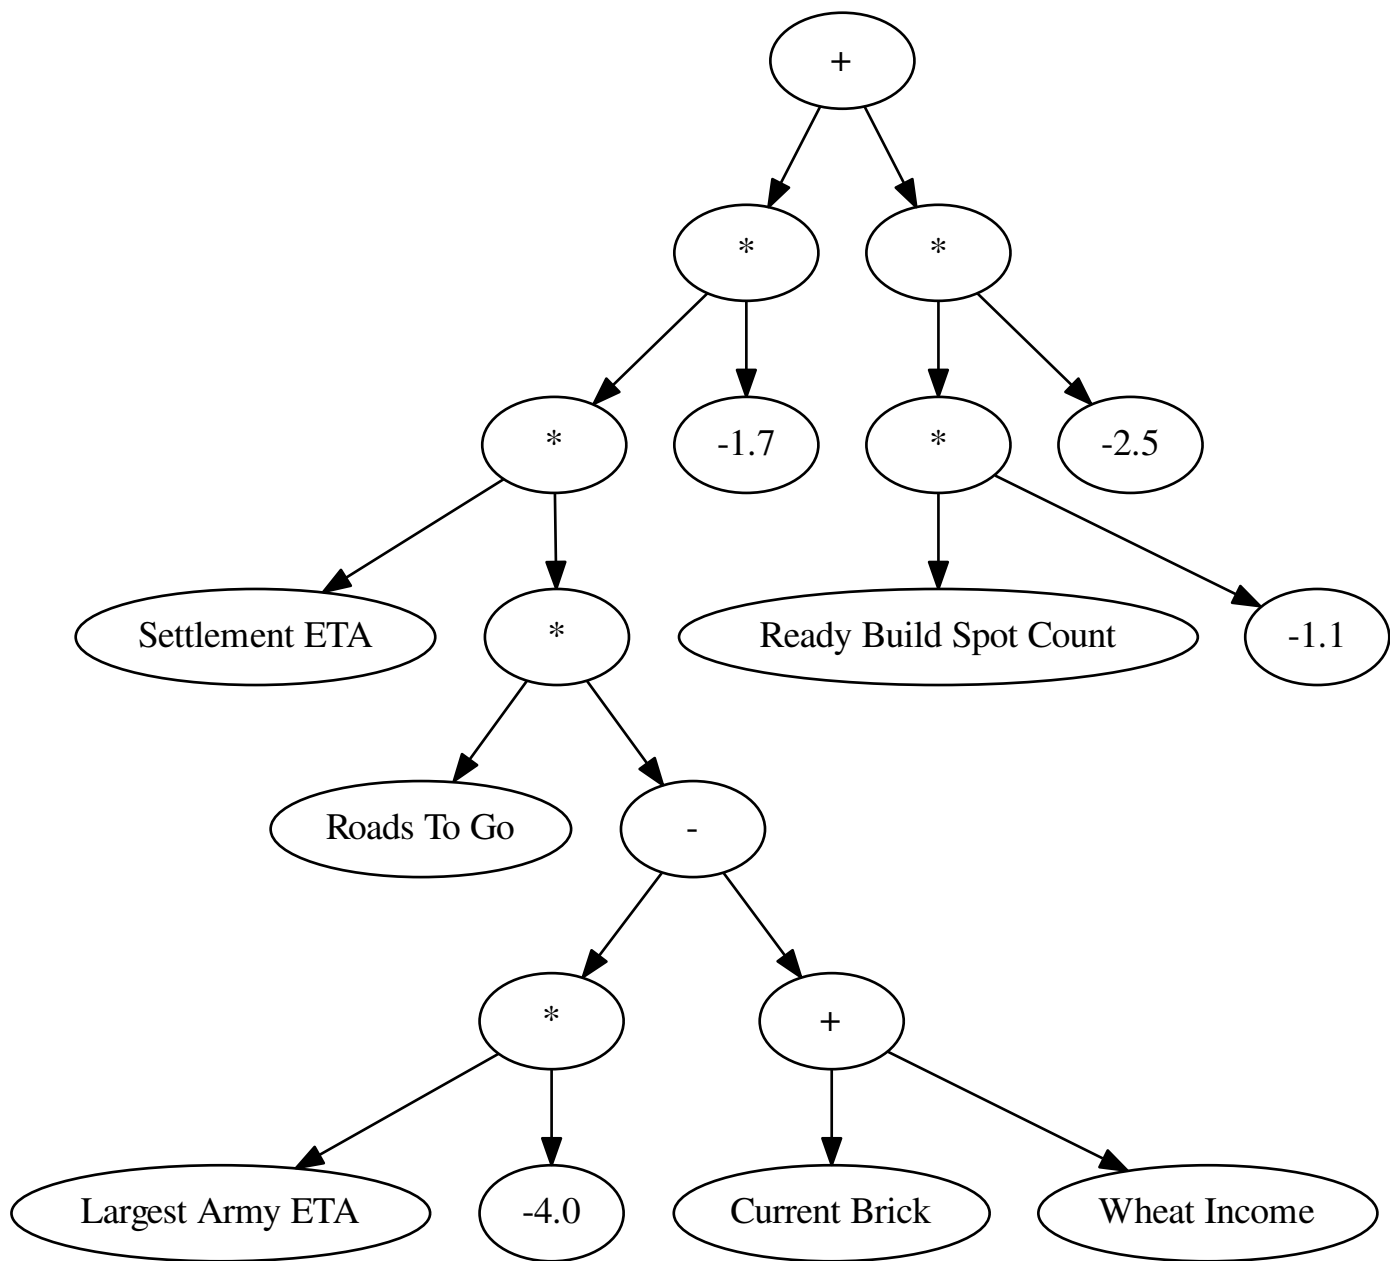 +
* *
* -1.7 * -2.5
Settlement ETA * Ready Build Spot Count -1.1
Roads To Go -
* +
Largest Army ETA -4.0 Current Brick Wheat Income